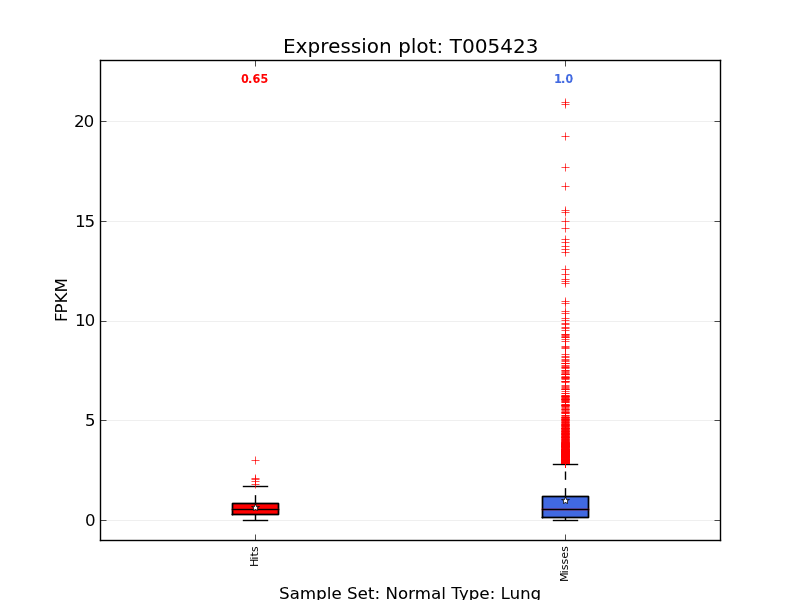 Expression plot: T005423
0.65 1.0
20
15
10
5
0
FPKM
Hits
Misses
Sample Set: Normal Type: Lung